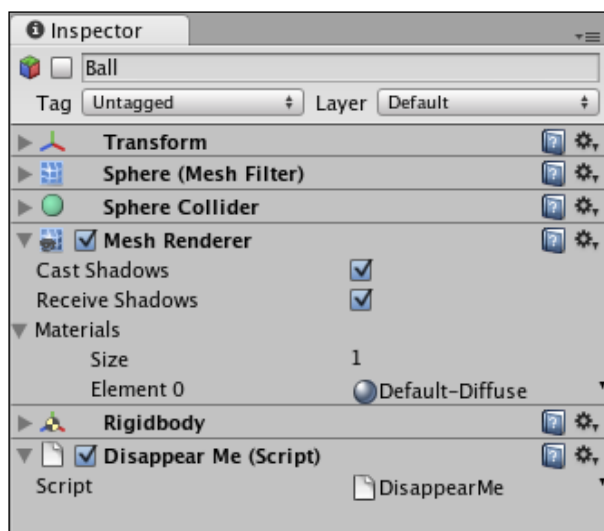 Inspector
Ball
Tag Untagged Layer Default
Transform
Sphere (Mesh Filter)
Sphere Collider
Mesh Renderer
Cast Shadows
Receive Shadows
Materials
Size 1
Element 0 Default-Diffuse
Rigidbody
Disappear Me (Script)
Script DisappearMe